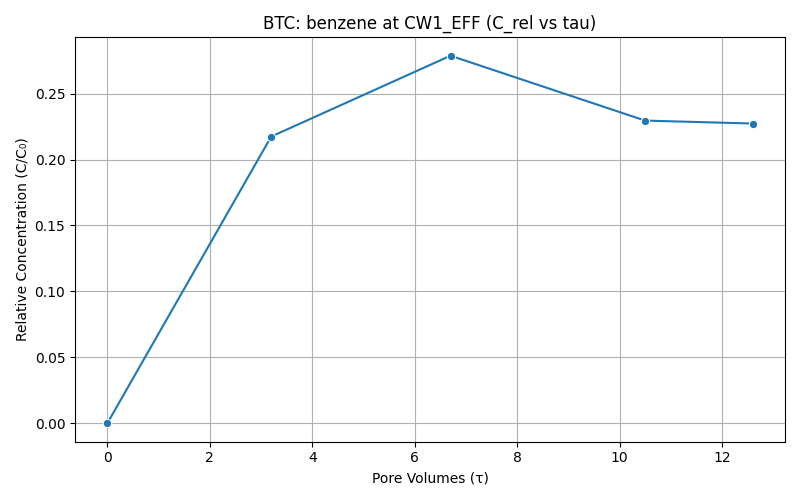 BTC: benzene at CW1_EFF (C_rel vs tau)
Relative Concentration (C/C₀)
0.25
0.20
0.15
0.10
0.05
0.00
0 2 4 6 8 10 12
Pore Volumes (τ)